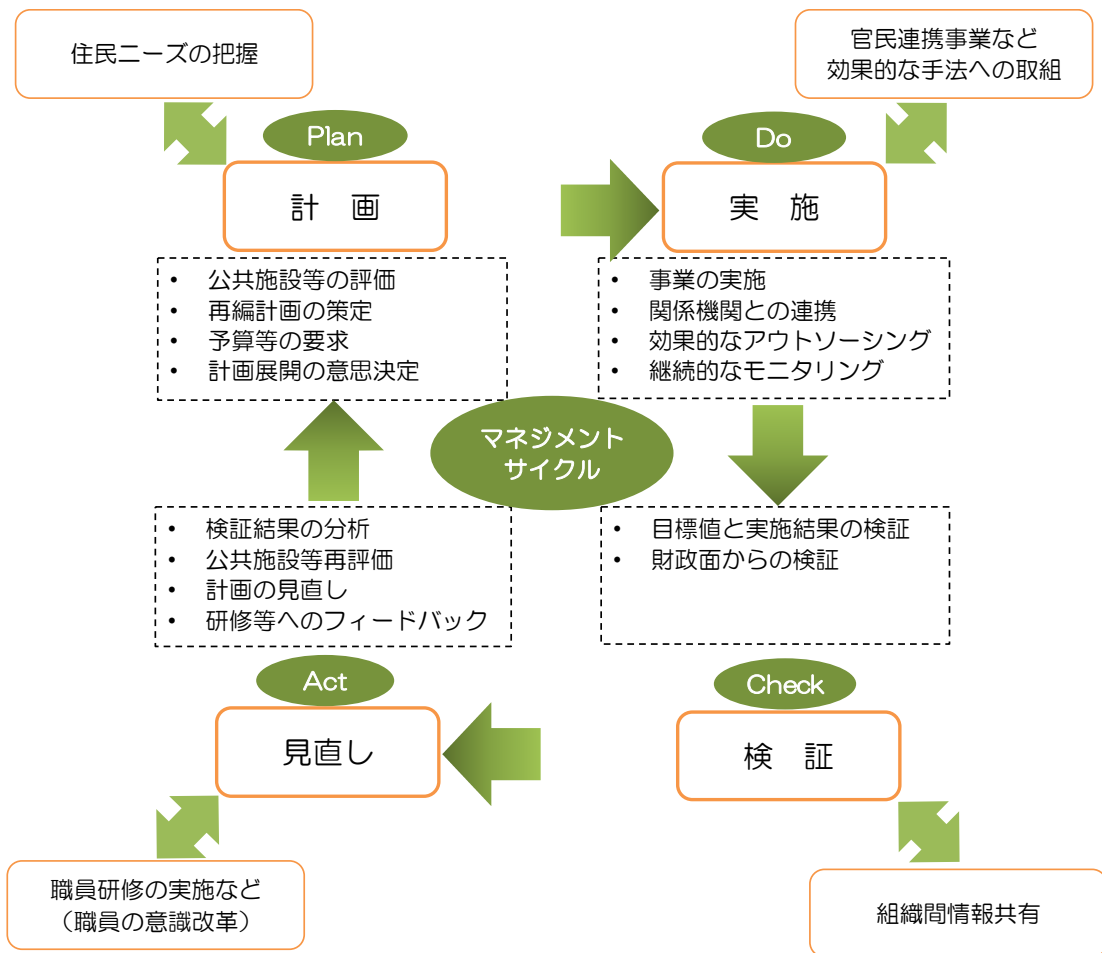 住民ニーズの把握
官民連携事業など
効果的な手法への取組
Plan
計　画
• 公共施設等の評価
• 再編計画の策定
• 予算等の要求
• 計画展開の意思決定
Do
実　施
• 事業の実施
• 関係機関との連携
• 効果的なアウトソーシング
• 継続的なモニタリング
マネジメント
サイクル
• 検証結果の分析
• 公共施設等再評価
• 計画の見直し
• 研修等へのフィードバック
Act
見直し
• 目標値と実施結果の検証
• 財政面からの検証
Check
検　証
職員研修の実施など
（職員の意識改革）
組織間情報共有